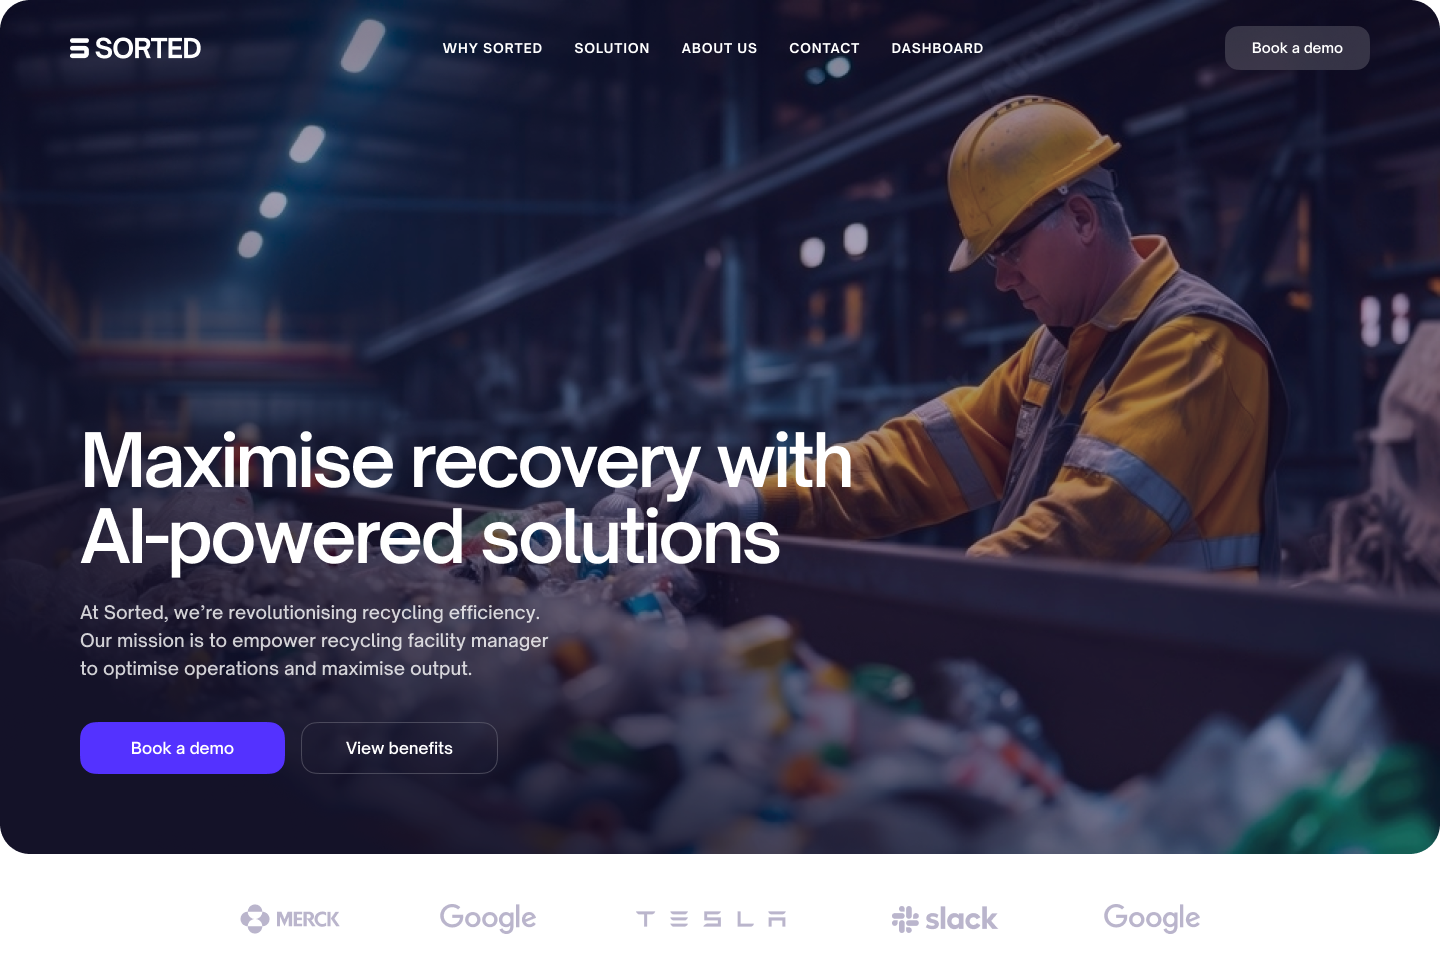 SORTED
WHY SORTED
SOLUTION
ABOUT US
CONTACT
DASHBOARD
Book a demo
Maximise recovery with
AI-powered solutions
At Sorted, we’re revolutionising recycling efficiency.
Our mission is to empower recycling facility manager
to optimise operations and maximise output.
Book a demo
View benefits
MERCK
Google
TESLA
slack
Google